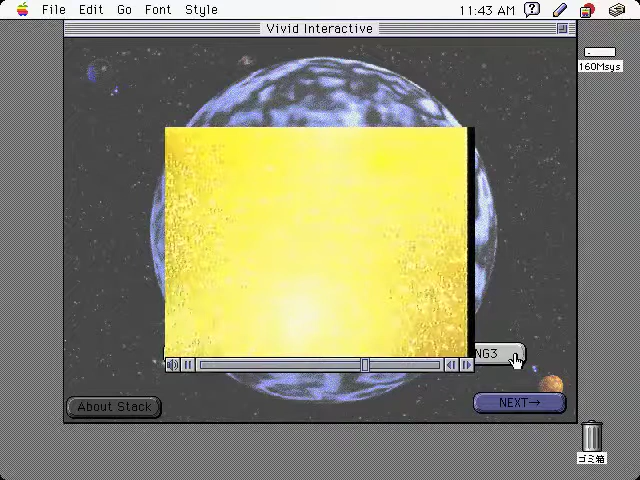 File Edit Go Font Style 11:43 AM
Vivid Interactive
160Msys
NG3
About Stack
NEXT→
ゴミ箱